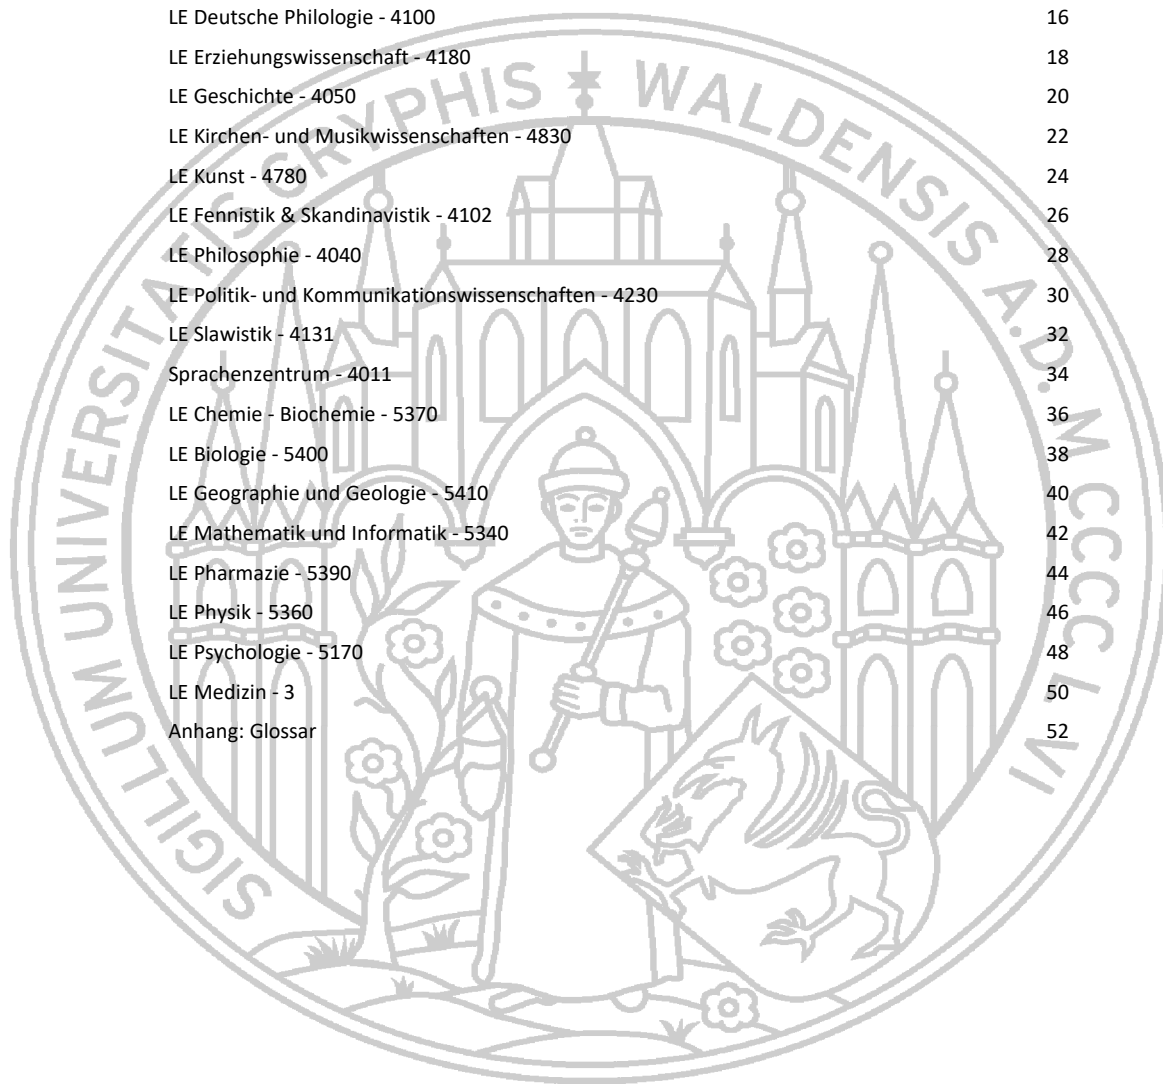 LE Deutsche Philologie - 4100 16
LE Erziehungswissenschaft - 4180 18
LE Geschichte - 4050 20
LE Kirchen- und Musikwissenschaften - 4830 22
LE Kunst - 4780 24
LE Fennistik & Skandinavistik - 4102 26
LE Philosophie - 4040 28
LE Politik- und Kommunikationswissenschaften - 4230 30
LE Slawistik - 4131 32
Sprachenzentrum - 4011 34
LE Chemie - Biochemie - 5370 36
LE Biologie - 5400 38
LE Geographie und Geologie - 5410 40
LE Mathematik und Informatik - 5340 42
LE Pharmazie - 5390 44
LE Physik - 5360 46
LE Psychologie - 5170 48
LE Medizin - 3 50
Anhang: Glossar 52
SIGILLUM UNIVERSITATIS GRYPHIS WALDENSIS A.D. M CCCC L VI